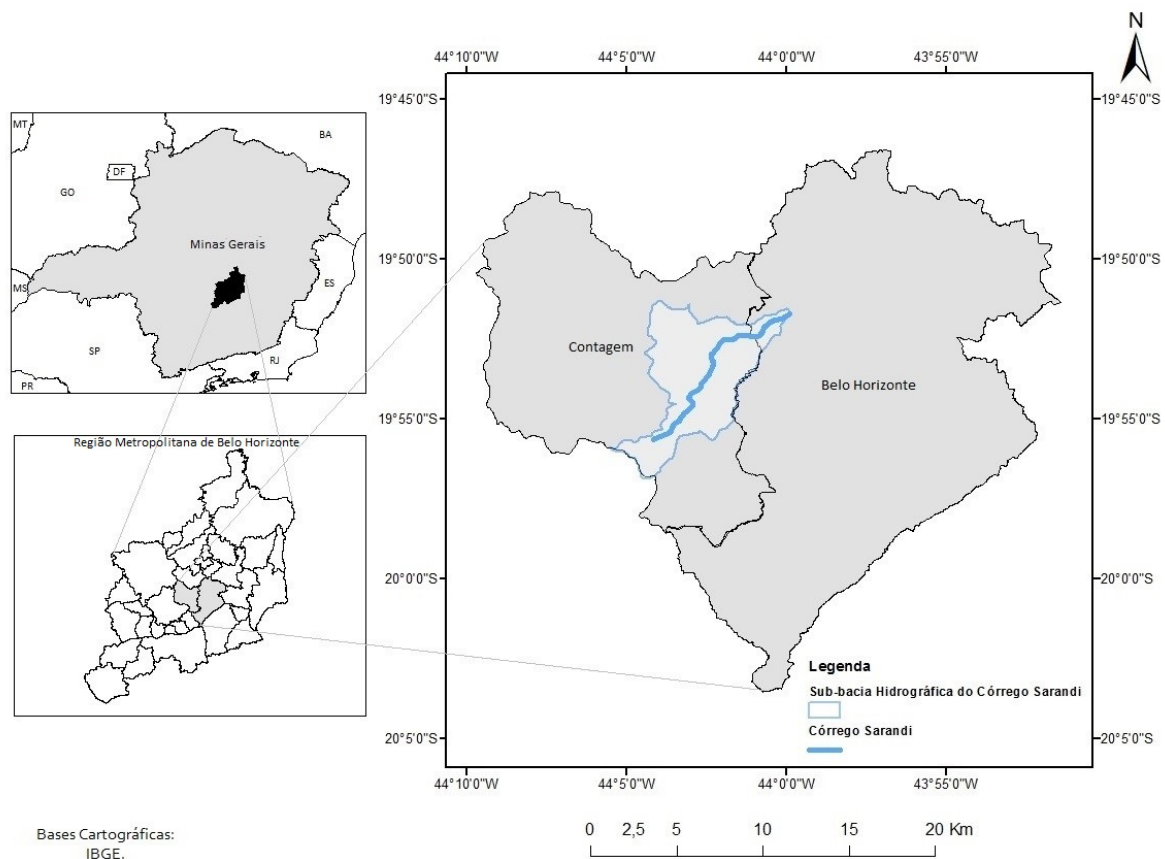 N
44°10'0"W 44°5'0"W 44°0'0"W 43°55'0"W
19°45'0"S 19°45'0"S
MT
BA
DF
GO
Minas Gerais
MS
ES
SP
RJ
PR
19°50'0"S 19°50'0"S
Contagem
Belo Horizonte
19°55'0"S 19°55'0"S
Região Metropolitana de Belo Horizonte
20°0'0"S 20°0'0"S
Legenda
Sub-bacia Hidrográfica do Córrego Sarandi
Córrego Sarandi
20°5'0"S 20°5'0"S
44°10'0"W 44°5'0"W 44°0'0"W 43°55'0"W
Bases Cartográficas:
IBGE.
0 2,5 5 10 15 20 Km